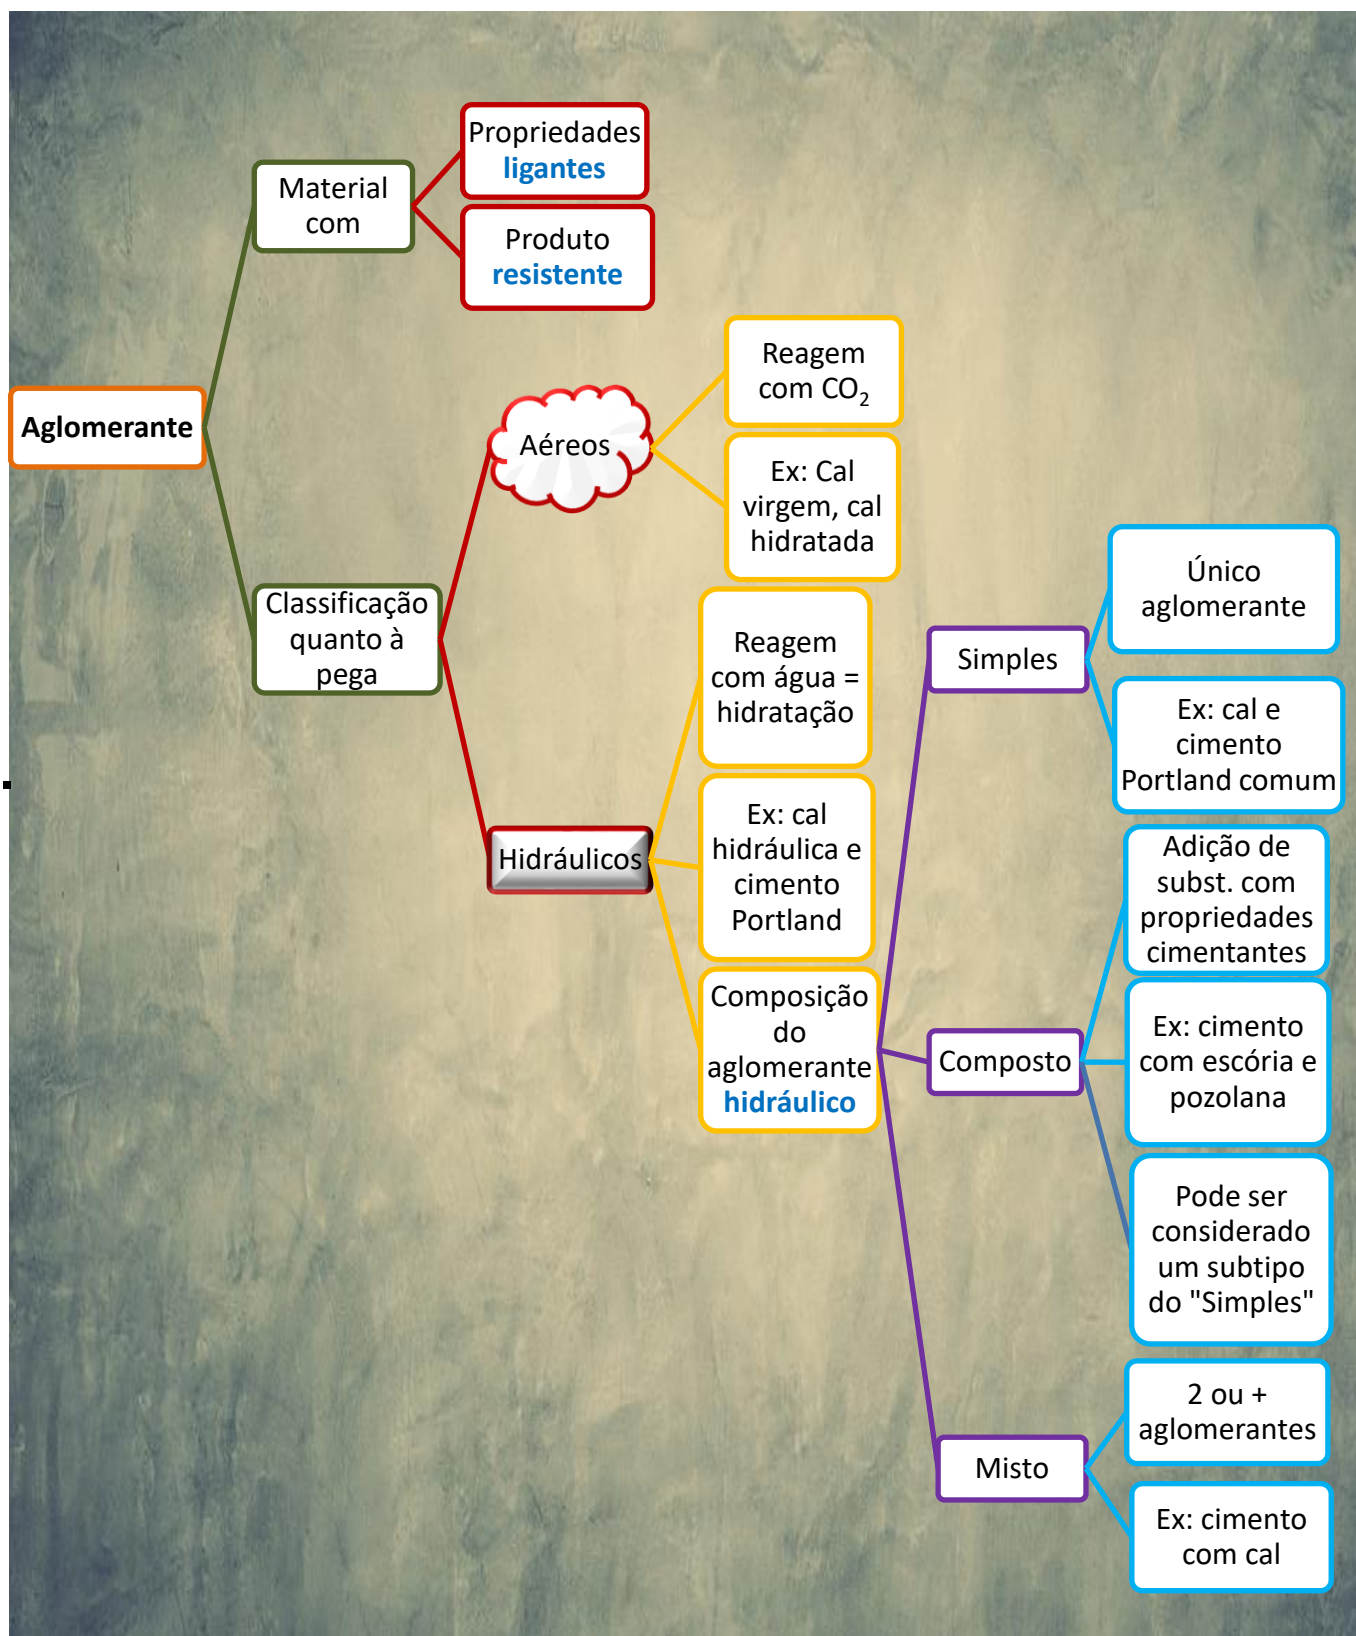 Propriedades
ligantes
Material
com
Produto
resistente
Aglomerante
Reagem
com CO₂
Aéreos
Ex: Cal
virgem, cal
hidratada
Classificação
quanto à
pega
Reagem
com água =
hidratação
Hidráulicos
Ex: cal
hidráulica e
cimento
Portland
Composição
do
aglomerante
hidráulico
Simples
Único
aglomerante
Ex: cal e
cimento
Portland comum
Composto
Adição de
subst. com
propriedades
cimentantes
Ex: cimento
com escória e
pozolana
Pode ser
considerado
um subtipo
do "Simples"
Misto
2 ou +
aglomerantes
Ex: cimento
com cal